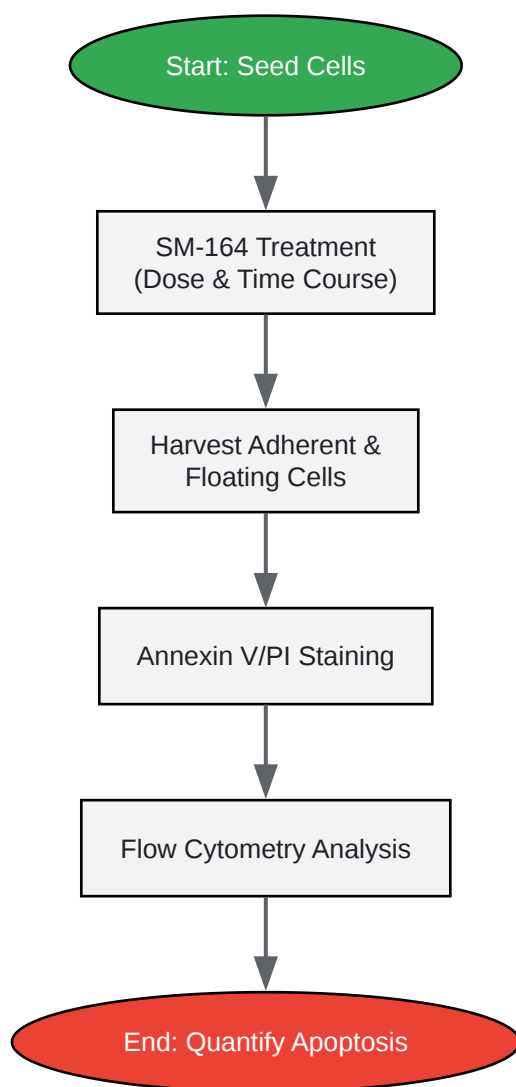 Start: Seed Cells
SM-164 Treatment
(Dose & Time Course)
Harvest Adherent &
Floating Cells
Annexin V/PI Staining
Flow Cytometry Analysis
End: Quantify Apoptosis